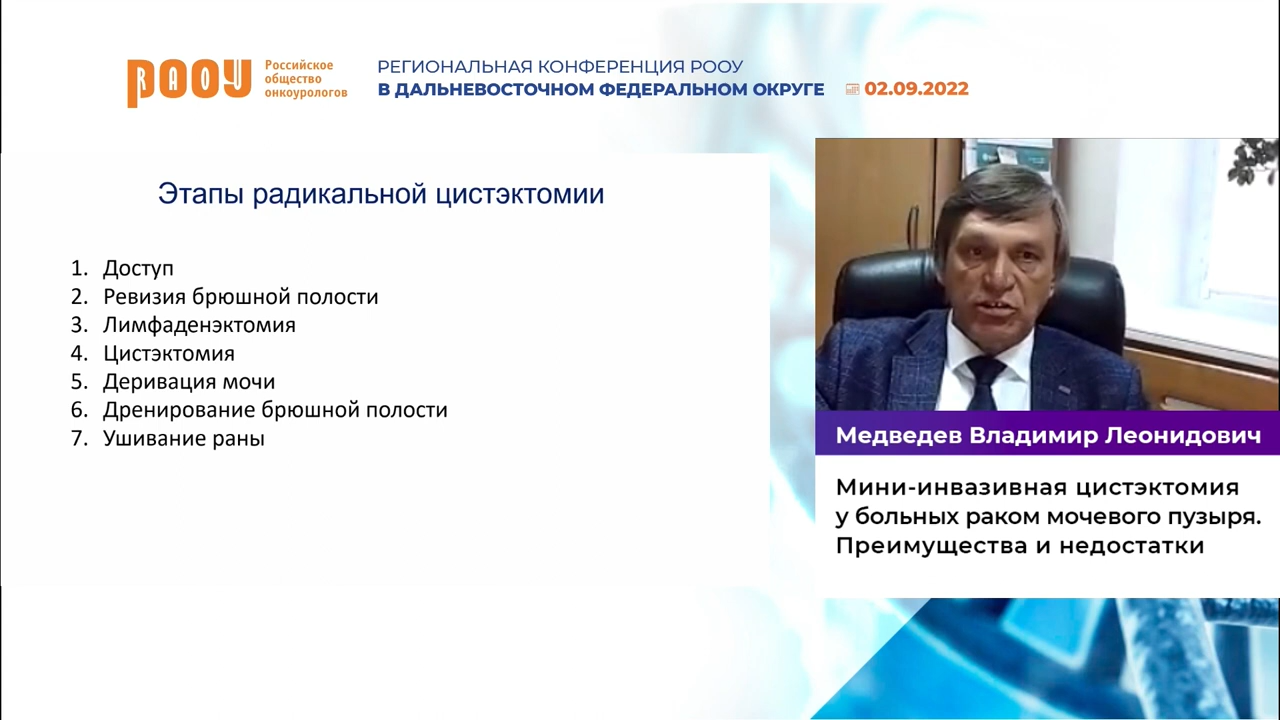 РООУ
RAOU
Российское
общество
онкоурологов
РЕГИОНАЛЬНАЯ КОНФЕРЕНЦИЯ РООУ
В ДАЛЬНЕВОСТОЧНОМ ФЕДЕРАЛЬНОМ ОКРУГЕ 02.09.2022
Этапы радикальной цистэктомии
1. Доступ
2. Ревизия брюшной полости
3. Лимфаденэктомия
4. Цистэктомия
5. Деривация мочи
6. Дренирование брюшной полости
7. Ушивание раны
Медведев Владимир Леонидович
Мини-инвазивная цистэктомия
у больных раком мочевого пузыря.
Преимущества и недостатки